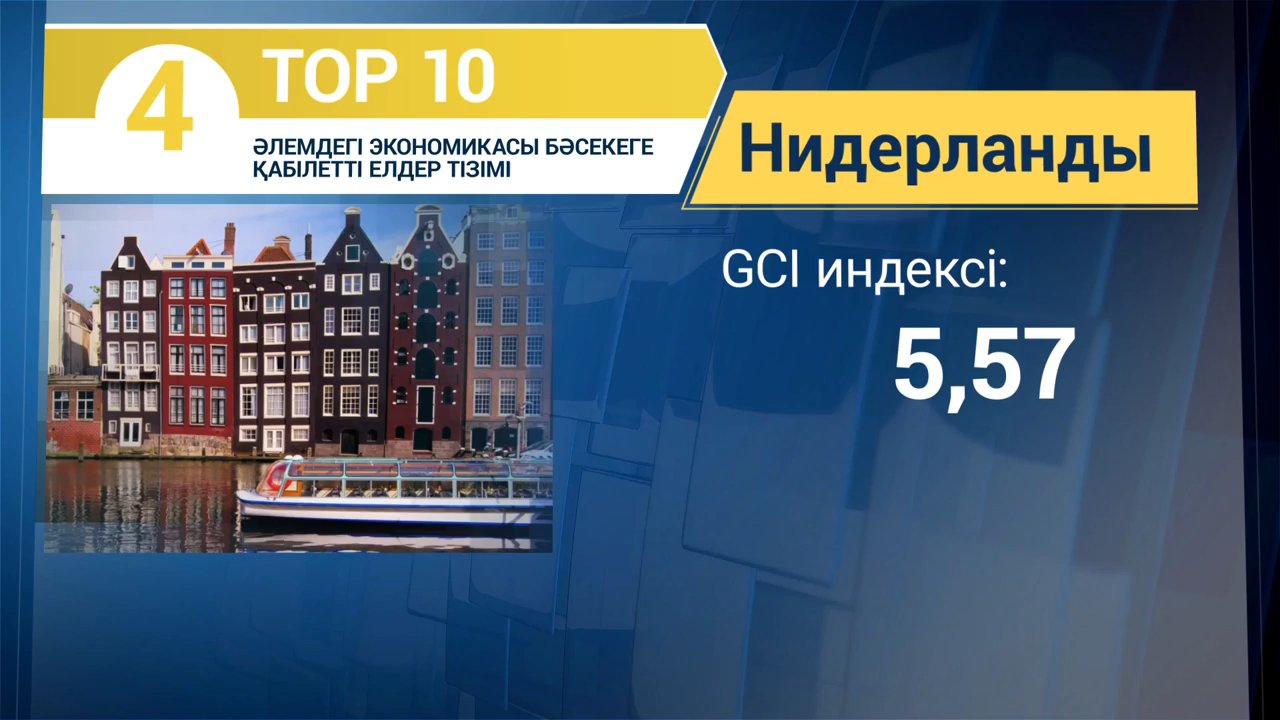 4
TOP 10
ӘЛЕМДЕГІ ЭКОНОМИКАСЫ БӘСЕКЕГЕ
ҚАБІЛЕТТІ ЕЛДЕР ТІЗІМІ
Нидерланды
GCI индексі:
5,57